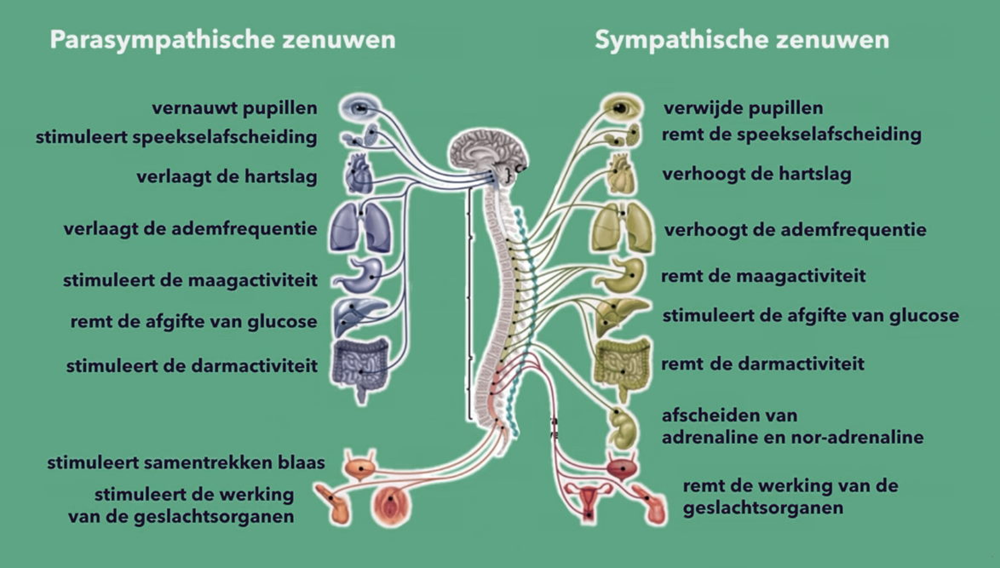 Parasympathische zenuwen
vernauwt pupillen
stimuleert speekselafscheiding
verlaagt de hartslag
verlaagt de ademfrequentie
stimuleert de maagactiviteit
remt de afgifte van glucose
stimuleert de darmactiviteit
stimuleert samentrekken blaas
stimuleert de werking
van de geslachtsorganen
Sympathische zenuwen
verwijde pupillen
remt de speekselafscheiding
verhoogt de hartslag
verhoogt de ademfrequentie
remt de maagactiviteit
stimuleert de afgifte van glucose
remt de darmactiviteit
afscheiden van
adrenaline en nor-adrenaline
remt de werking van de
geslachtsorganen